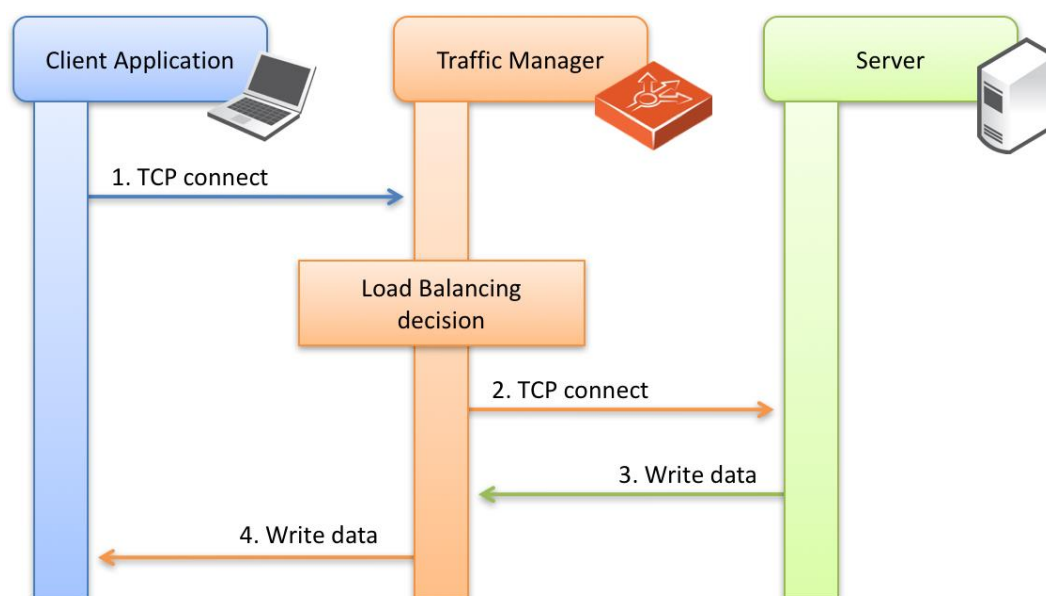 Client Application
Traffic Manager
Server
1. TCP connect
Load Balancing
decision
2. TCP connect
3. Write data
4. Write data